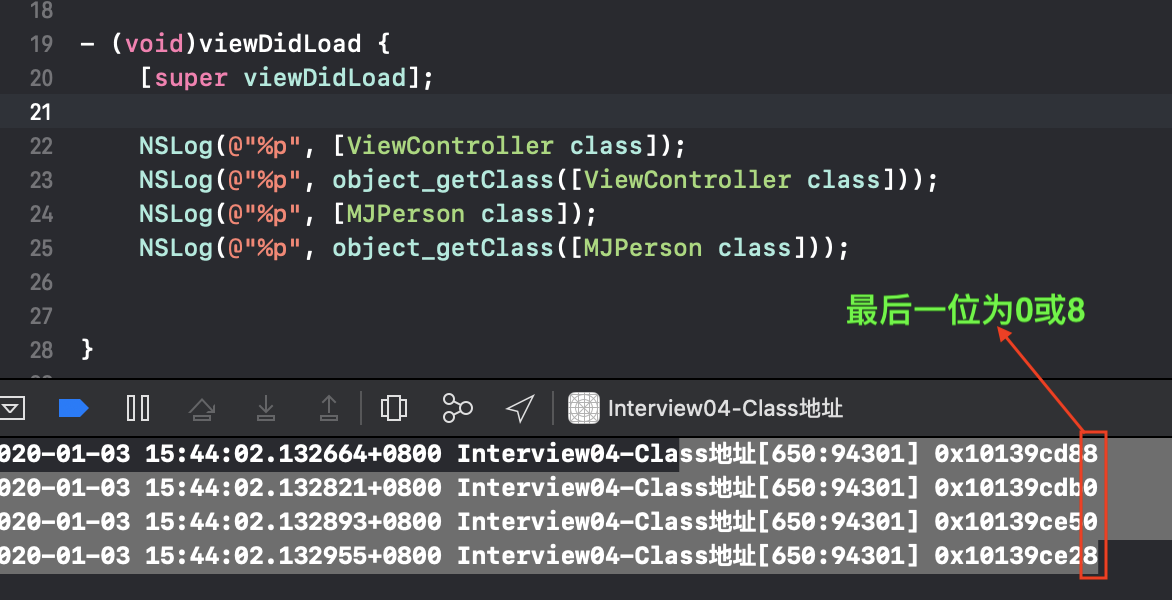 18
19 - (void)viewDidLoad {
20 [super viewDidLoad];
21
22 NSLog(@"%p", [ViewController class]);
23 NSLog(@"%p", object_getClass([ViewController class]));
24 NSLog(@"%p", [MJPerson class]);
25 NSLog(@"%p", object_getClass([MJPerson class]));
26
27
最后一位为0或8
28 }
Interview04-Class地址
020-01-03 15:44:02.132664+0800 Interview04-Class地址[650:94301] 0x10139cd88
020-01-03 15:44:02.132821+0800 Interview04-Class地址[650:94301] 0x10139cdb0
020-01-03 15:44:02.132893+0800 Interview04-Class地址[650:94301] 0x10139ce50
020-01-03 15:44:02.132955+0800 Interview04-Class地址[650:94301] 0x10139ce28